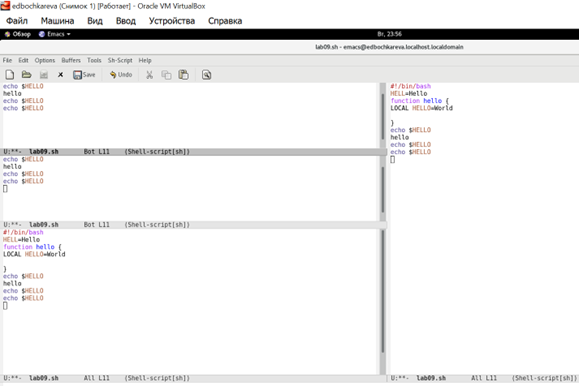 edbochkareva (Снимок 1) [Работает] - Oracle VM VirtualBox
Файл Машина Вид Ввод Устройства Справка
Обзор Emacs Вт, 23:56
lab09.sh - emacs@edbochkareva.localhost.localdomain
File Edit Options Buffers Tools Sh-Script Help
Save Undo
echo $HELLO
hello
echo $HELLO
echo $HELLO
U:**- lab09.sh Bot L11 (Shell-script[sh])
echo $HELLO
hello
echo $HELLO
echo $HELLO
U:**- lab09.sh Bot L11 (Shell-script[sh])
#!/bin/bash
HELL=Hello
function hello {
LOCAL HELLO=World
}
echo $HELLO
hello
echo $HELLO
echo $HELLO
U:**- lab09.sh All L11 (Shell-script[sh])
#!/bin/bash
HELL=Hello
function hello {
LOCAL HELLO=World
}
echo $HELLO
hello
echo $HELLO
echo $HELLO
U:**- lab09.sh All L11 (Shell-script[sh])